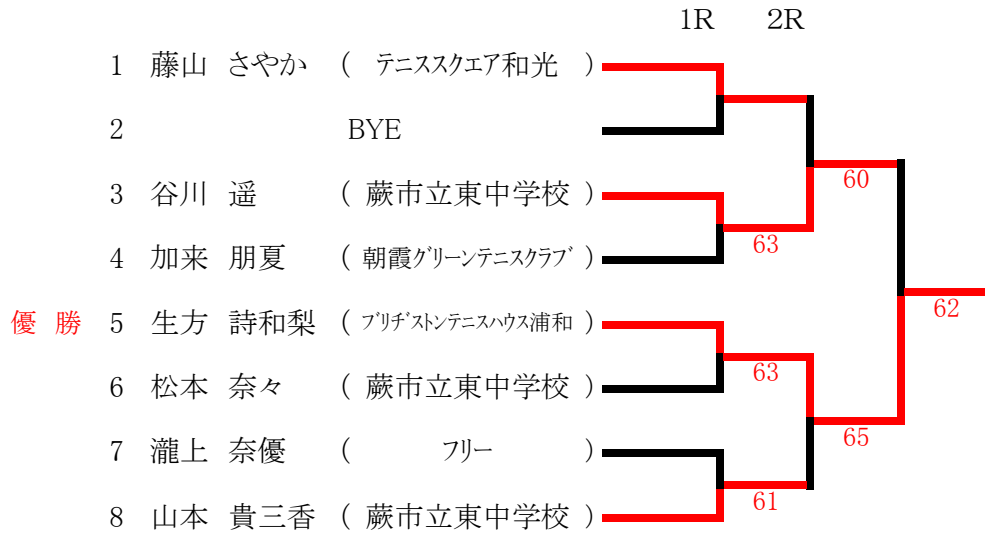 1R 2R
1 藤山 さやか ( テニススクエア和光 )
2 BYE
60
3 谷川 遥 ( 蕨市立東中学校 )
63
4 加来 朋夏 ( 朝霞グリーンテニスクラブ )
優 勝 5 生方 詩和梨 ( ブリヂストンテニスハウス浦和 ) 62
63
6 松本 奈々 ( 蕨市立東中学校 )
65
7 瀧上 奈優 ( フリー )
61
8 山本 貴三香 ( 蕨市立東中学校 )